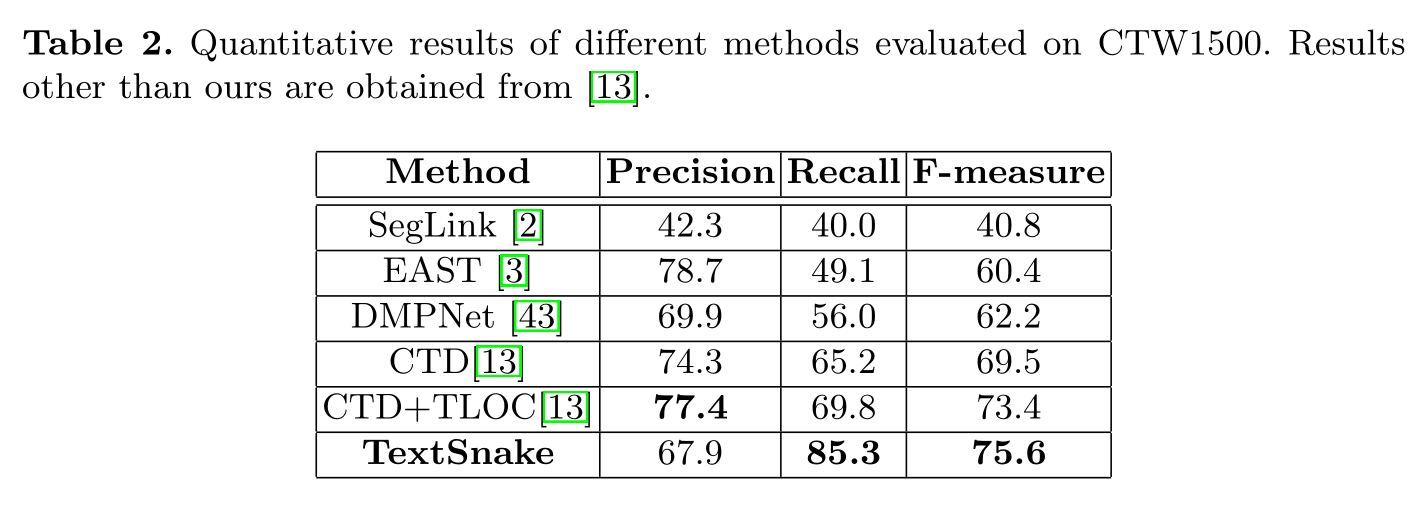 Table 2. Quantitative results of different methods evaluated on CTW1500. Results
other than ours are obtained from [13].
Method Precision Recall F-measure
SegLink [2] 42.3 40.0 40.8
EAST [3] 78.7 49.1 60.4
DMPNet [43] 69.9 56.0 62.2
CTD[13] 74.3 65.2 69.5
CTD+TLOC[13] 77.4 69.8 73.4
TextSnake 67.9 85.3 75.6